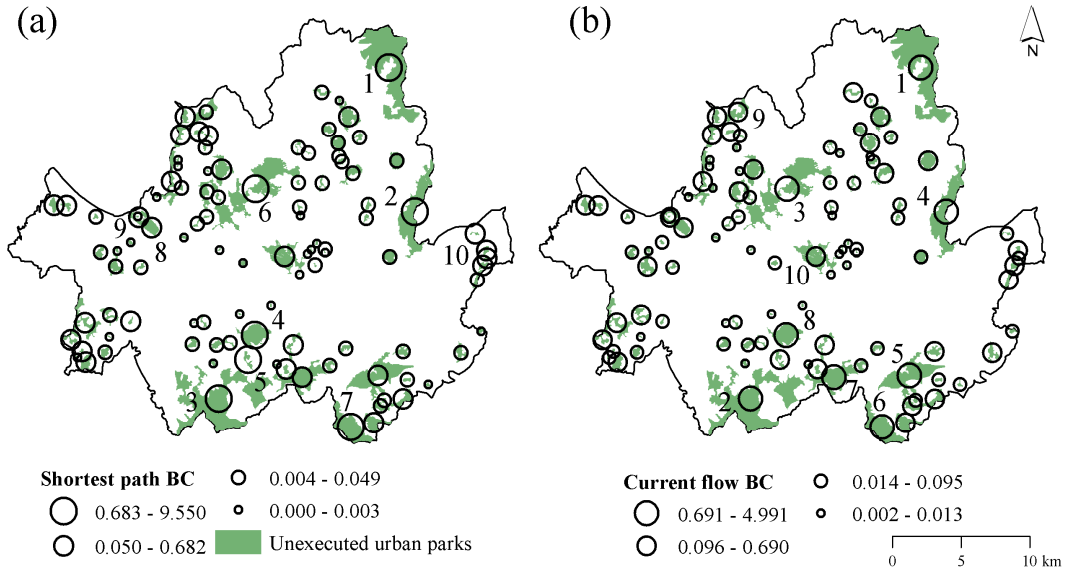 (a)
1
2
6
9
8
10
4
5
3
7
Shortest path BC
0.683 - 9.550
0.050 - 0.682
0.004 - 0.049
0.000 - 0.003
Unexecuted urban parks
(b)
N
1
9
4
3
10
8
5
7
2
6
Current flow BC
0.691 - 4.991
0.096 - 0.690
0.014 - 0.095
0.002 - 0.013
0 5 10 km